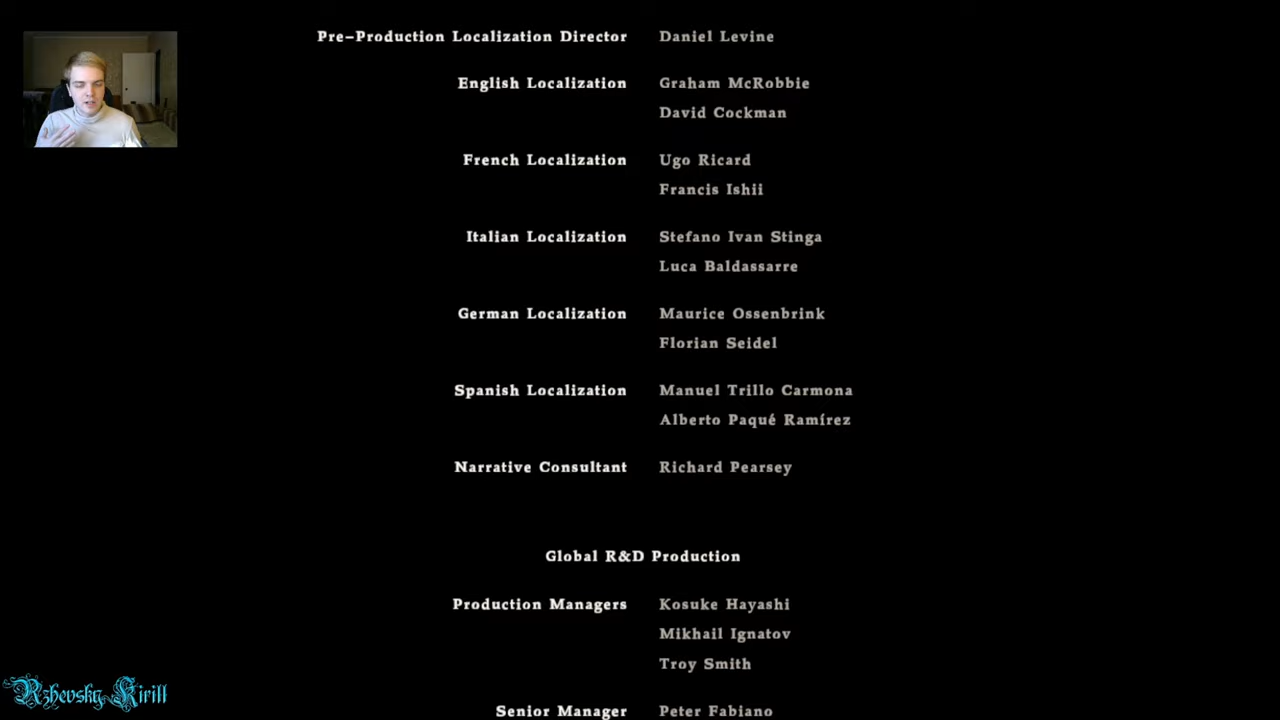 Pre-Production Localization Director Daniel Levine
English Localization Graham McRobbie
David Cockman
French Localization Ugo Ricard
Francis Ishii
Italian Localization Stefano Ivan Stinga
Luca Baldassarre
German Localization Maurice Ossenbrink
Florian Seidel
Spanish Localization Manuel Trillo Carmona
Alberto Paqué Ramírez
Narrative Consultant Richard Pearsey
Global R&D Production
Production Managers Kosuke Hayashi
Mikhail Ignatov
Troy Smith
Senior Manager Peter Fabiano
Rzhevsky Kirill